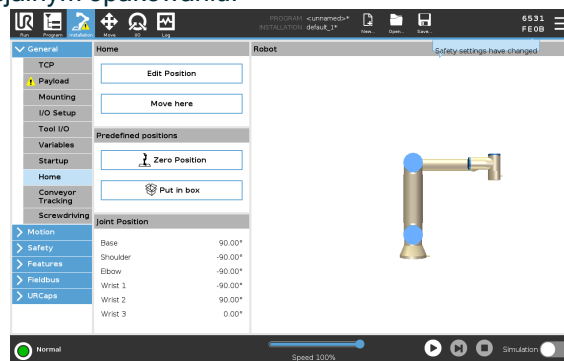 Run Program Installation Move I/O Log
PROGRAM <unnamed>*
INSTALLATION default_1*
New... Open... Save...
6531
FE0B
General
TCP
Payload
Mounting
I/O Setup
Tool I/O
Variables
Startup
Home
Conveyor
Tracking
Screwdriving
Motion
Safety
Features
Fieldbus
URCaps
Home
Edit Position
Move here
Predefined positions
Zero Position
Put in box
Joint Position
Base 90.00°
Shoulder -90.00°
Elbow -90.00°
Wrist 1 -90.00°
Wrist 2 90.00°
Wrist 3 0.00°
Robot
Safety settings have changed
Normal
Speed 100%
Simulation